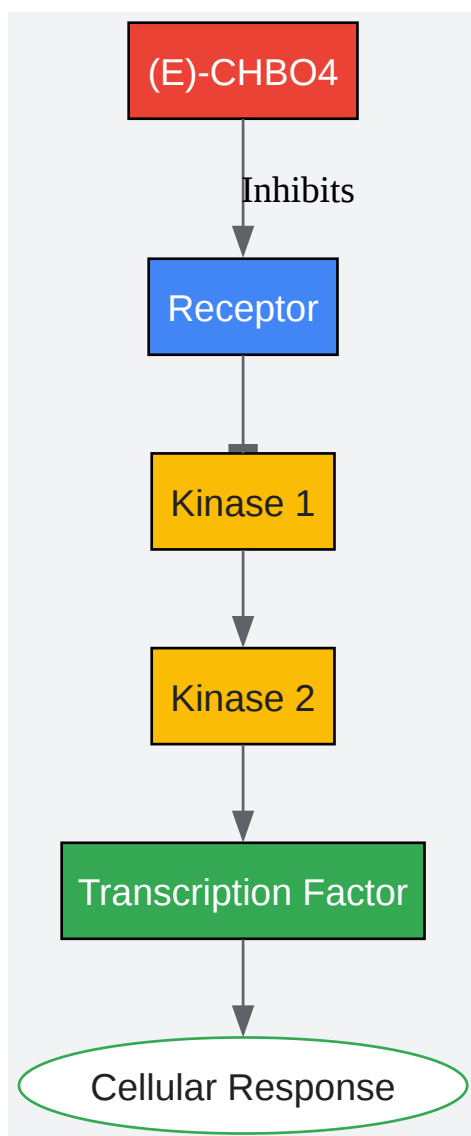 (E)-CHBO4
Inhibits
Receptor
Kinase 1
Kinase 2
Transcription Factor
Cellular Response